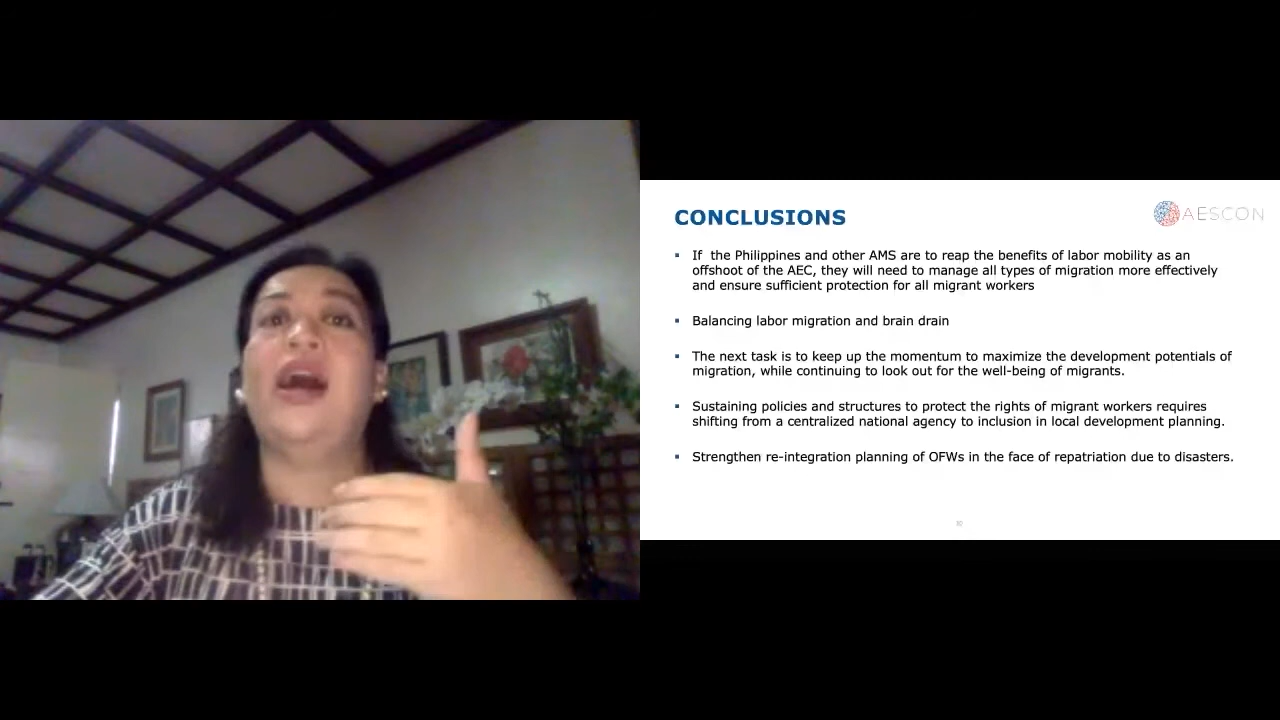 CONCLUSIONS
AESCON
▪ If the Philippines and other AMS are to reap the benefits of labor mobility as an
offshoot of the AEC, they will need to manage all types of migration more effectively
and ensure sufficient protection for all migrant workers
▪ Balancing labor migration and brain drain
▪ The next task is to keep up the momentum to maximize the development potentials of
migration, while continuing to look out for the well-being of migrants.
▪ Sustaining policies and structures to protect the rights of migrant workers requires
shifting from a centralized national agency to inclusion in local development planning.
▪ Strengthen re-integration planning of OFWs in the face of repatriation due to disasters.